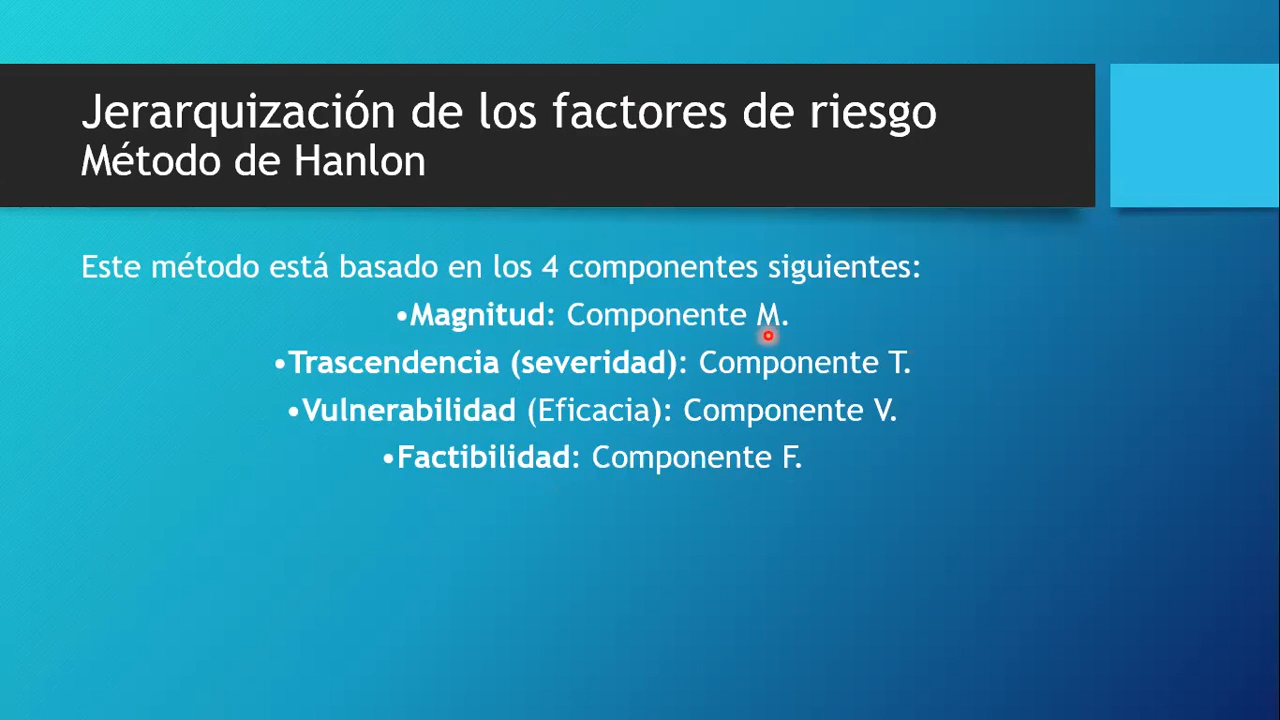 Jerarquización de los factores de riesgo
Método de Hanlon
Este método está basado en los 4 componentes siguientes:
•Magnitud: Componente M.
•Trascendencia (severidad): Componente T.
•Vulnerabilidad (Eficacia): Componente V.
•Factibilidad: Componente F.